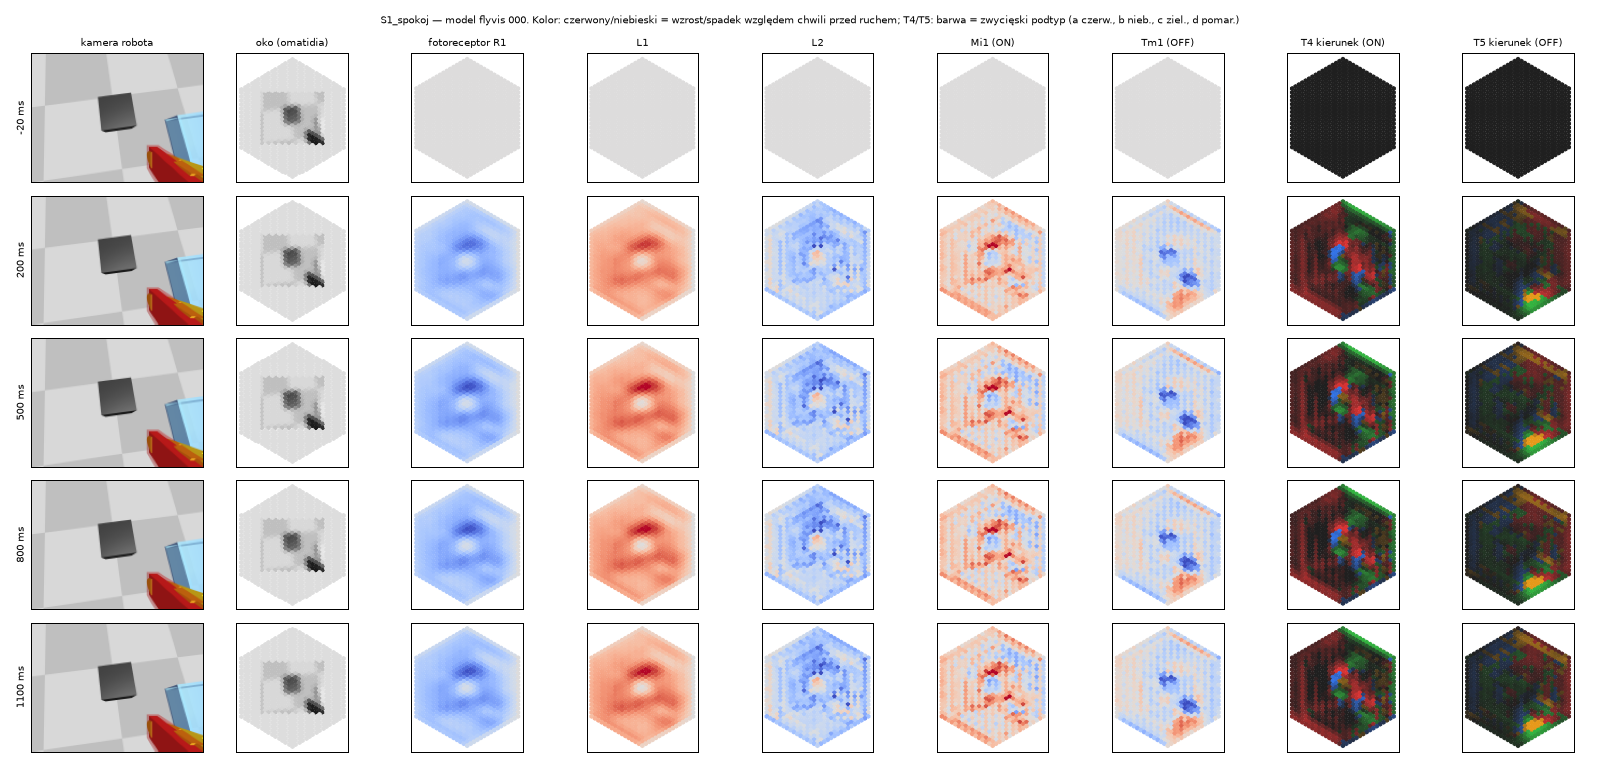 S1_spokoj — model flyvis 000. Kolor: czerwony/niebieski = wzrost/spadek względem chwili przed ruchem; T4/T5: barwa = zwycięski podtyp (a czerw., b nieb., c ziel., d pomar.)
kamera robota
oko (omatidia)
fotoreceptor R1
L1
L2
Mi1 (ON)
Tm1 (OFF)
T4 kierunek (ON)
T5 kierunek (OFF)
-20 ms
200 ms
500 ms
800 ms
1100 ms